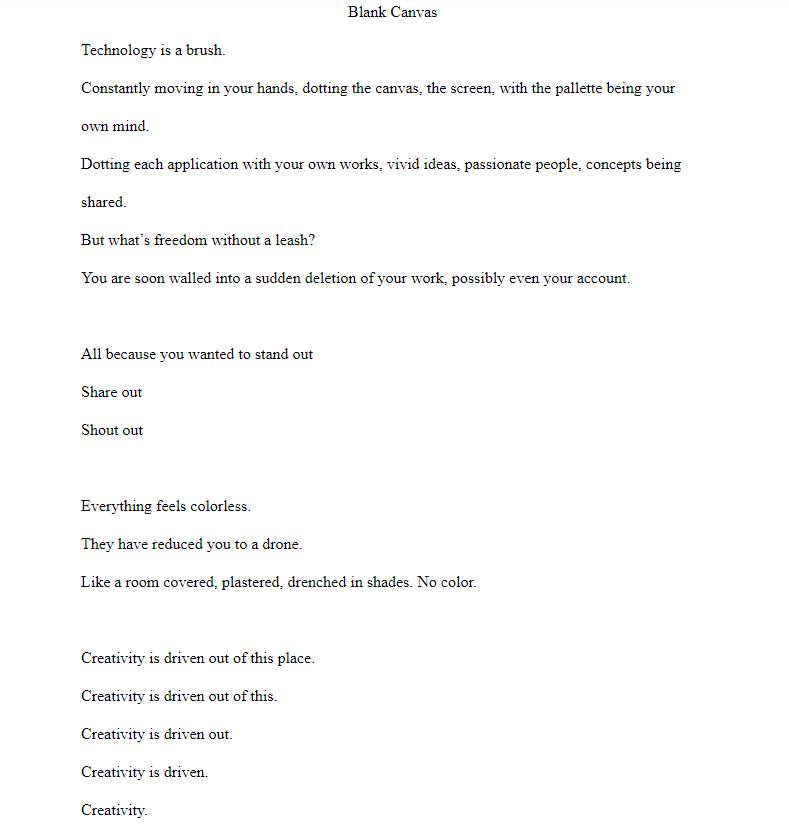 Blank Canvas
Technology is a brush.
Constantly moving in your hands, dotting the canvas, the screen, with the pallette being your
own mind.
Dotting each application with your own works, vivid ideas, passionate people, concepts being
shared.
But what’s freedom without a leash?
You are soon walled into a sudden deletion of your work, possibly even your account.
All because you wanted to stand out
Share out
Shout out
Everything feels colorless.
They have reduced you to a drone.
Like a room covered, plastered, drenched in shades. No color.
Creativity is driven out of this place.
Creativity is driven out of this.
Creativity is driven out.
Creativity is driven.
Creativity.